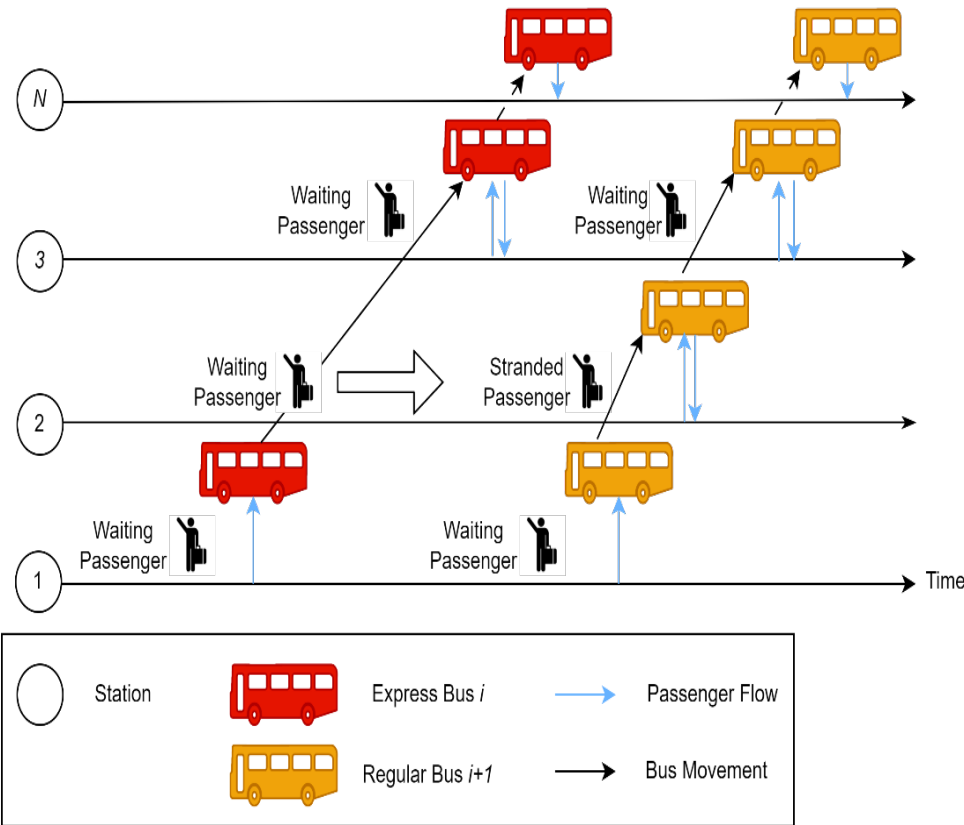 N
Waiting
Passenger
Waiting
Passenger
3
Waiting
Passenger
Stranded
Passenger
2
Waiting
Passenger
Waiting
Passenger
1
Time
Station
Express Bus i
Passenger Flow
Regular Bus i+1
Bus Movement